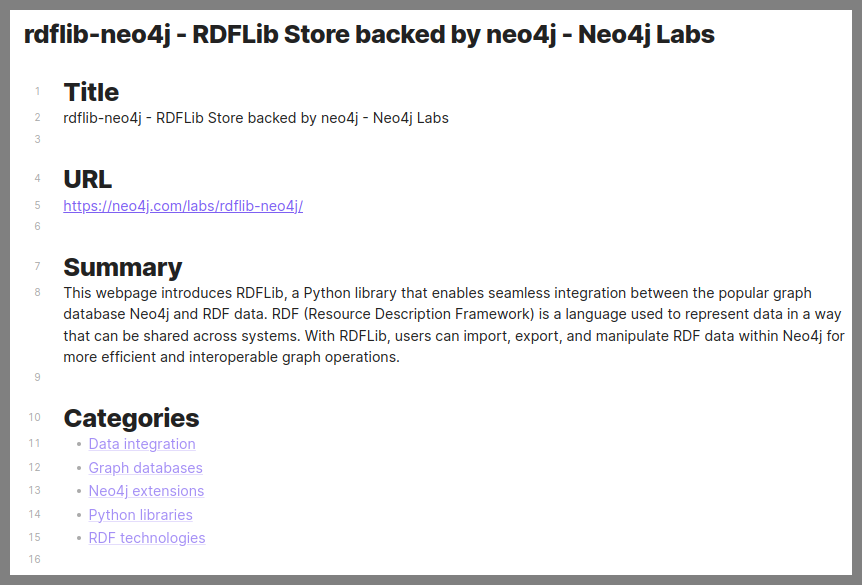 rdflib-neo4j - RDFLib Store backed by neo4j - Neo4j Labs
1 Title
2 rdflib-neo4j - RDFLib Store backed by neo4j - Neo4j Labs
3
4 URL
5 https://neo4j.com/labs/rdflib-neo4j/
6
7 Summary
8 This webpage introduces RDFLib, a Python library that enables seamless integration between the popular graph
database Neo4j and RDF data. RDF (Resource Description Framework) is a language used to represent data in a way
that can be shared across systems. With RDFLib, users can import, export, and manipulate RDF data within Neo4j for
more efficient and interoperable graph operations.
9
10 Categories
11 • Data integration
12 • Graph databases
13 • Neo4j extensions
14 • Python libraries
15 • RDF technologies
16